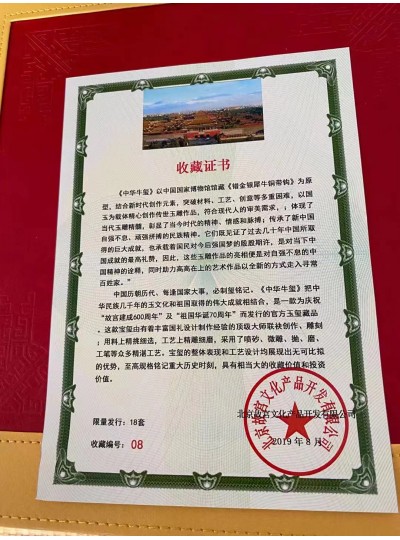 收藏证书
《中华牛玺》以中国国家博物馆馆藏《错金银犀牛铜带钩》为原
型，结合新时代创作元素，突破材料、工艺、创意等多重困难，以国
玉为载体精心创作传世玉雕作品，符合现代人的审美需求，；体现了
当代玉雕精髓，彰显了当今时代的精神、情感和脉搏；传承了新中国
自强不息、顽强拼搏的民族精神，它们既见证了过去几十年中国所取
得的巨大成就，也承载着国民对今后强国梦的殷殷期许，是对当下中
国成就的最高礼赞，因此，这些玉雕作品的亮相便是对自强不息的中
国精神的诠释，同时助力高高在上的艺术作品以全新的方式走入寻常
百姓家。"
中国历朝历代、每逢国家大事，必制玺铭记。《中华牛玺》把中
华民族几千年的玉文化和祖国取得的伟大成就相结合，是一款为庆祝
"故宫建成600周年"及"祖国华诞70周年"而发行的官方玉玺藏品
。这款宝玺由有着丰富国礼设计制作经验的顶级大师联袂创作、雕刻
；用料上精挑细选，工艺上精雕细磨，采用了喷砂、微雕、抛、磨、
工笔等众多精湛工艺。宝玺的整体表现和工艺设计均展现出无可比拟
的优势，至高规格铭记重大历史时刻，具有相当大的收藏价值和投资
价值。
限量发行：18套
收藏编号：08
北京故宫文化产品开发有限公司
2019年8月
北京故宫文化产品开发有限公司